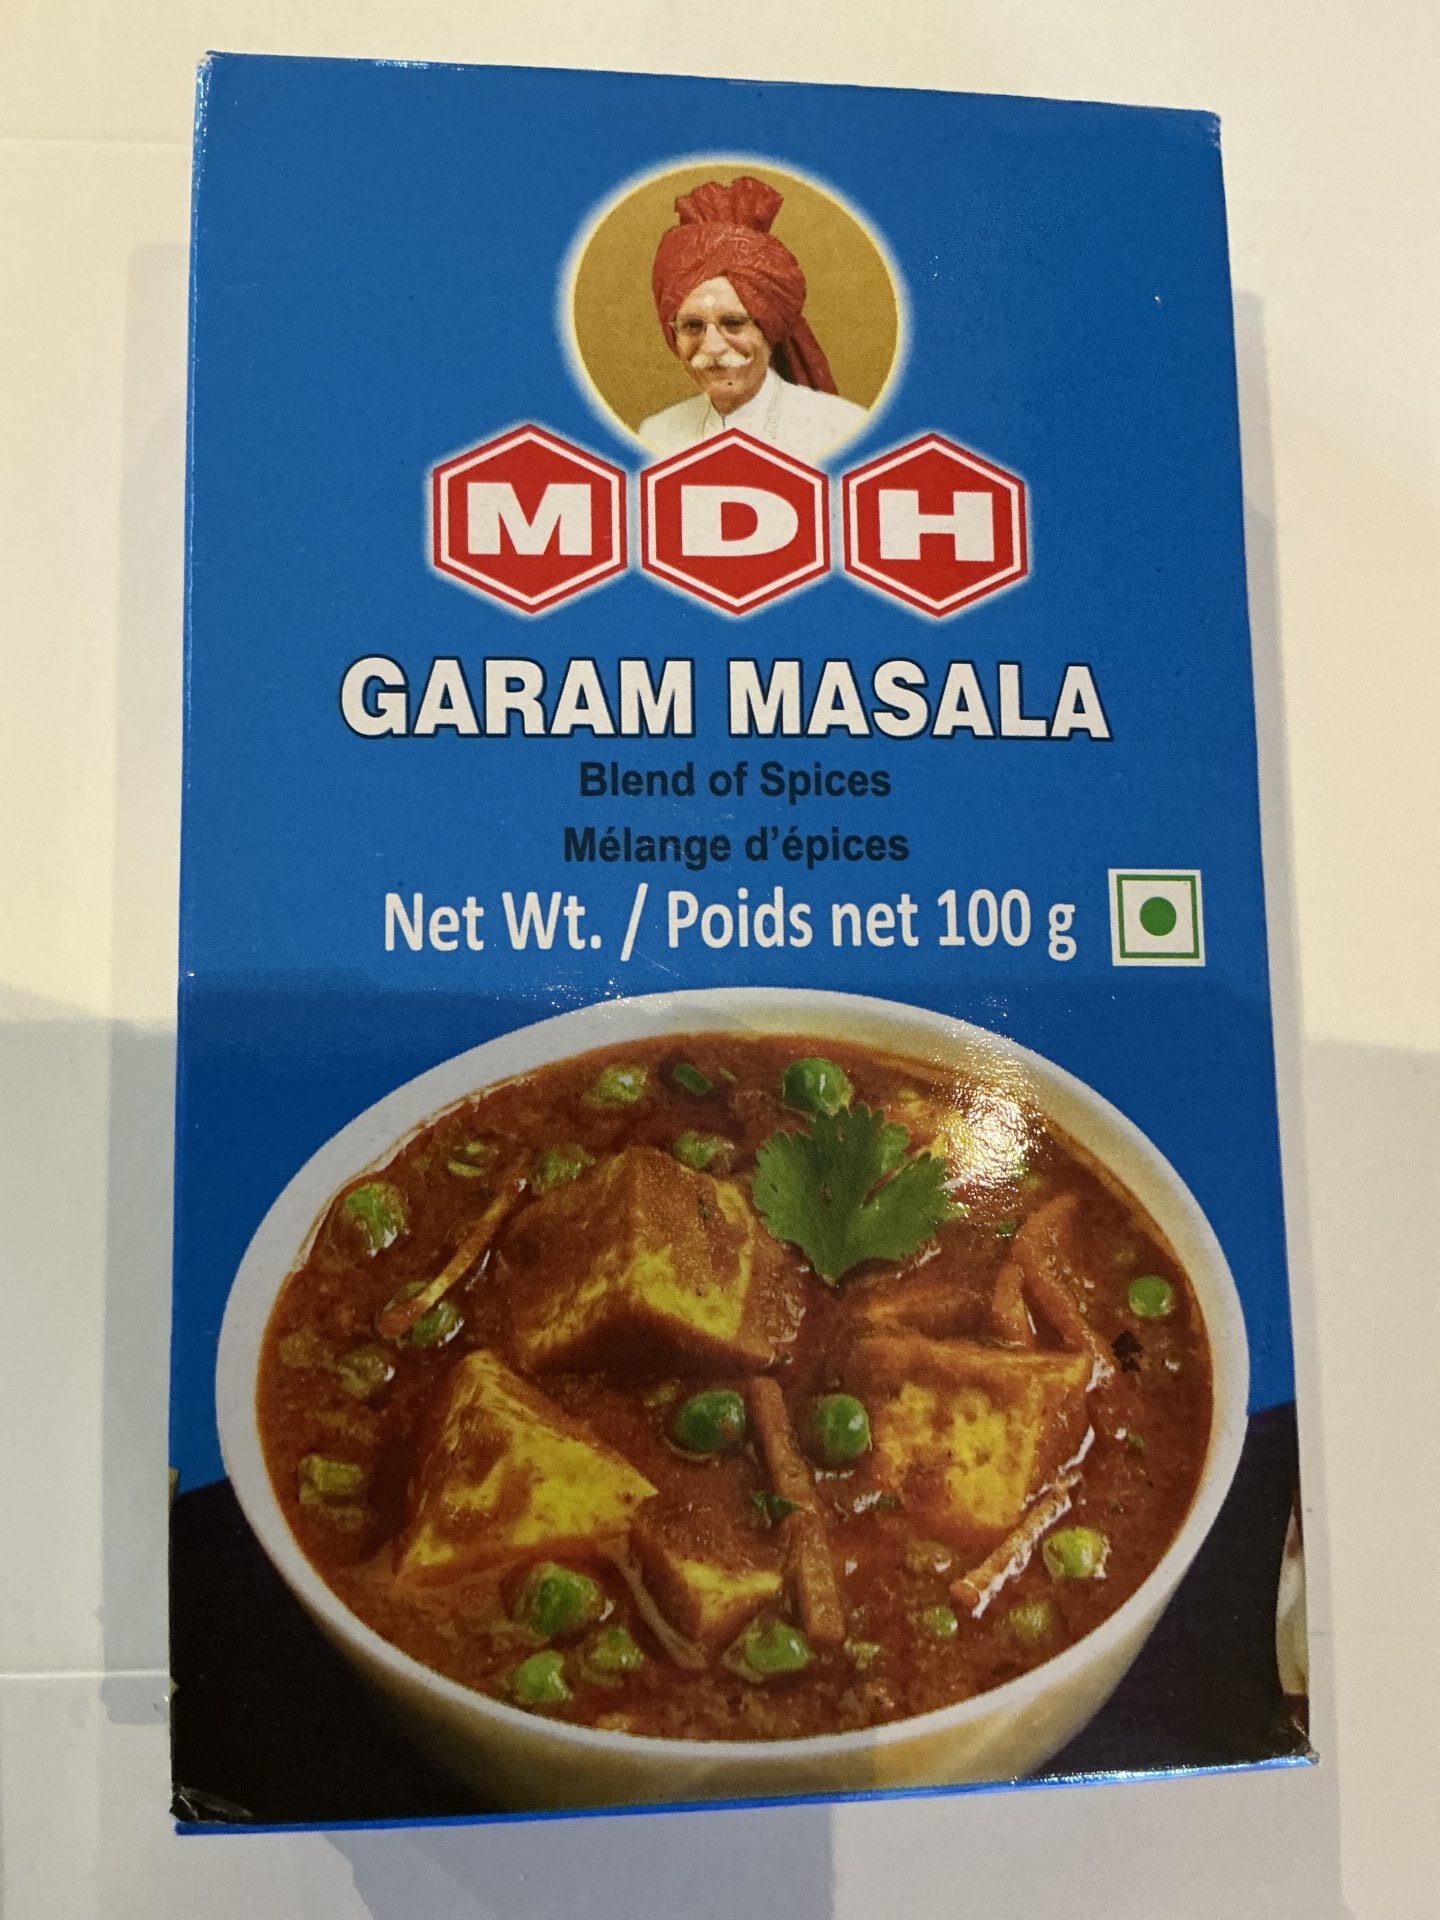 MDH
GARAM MASALA
Blend of Spices
Mélange d'épices
Net Wt. / Poids net 100 g